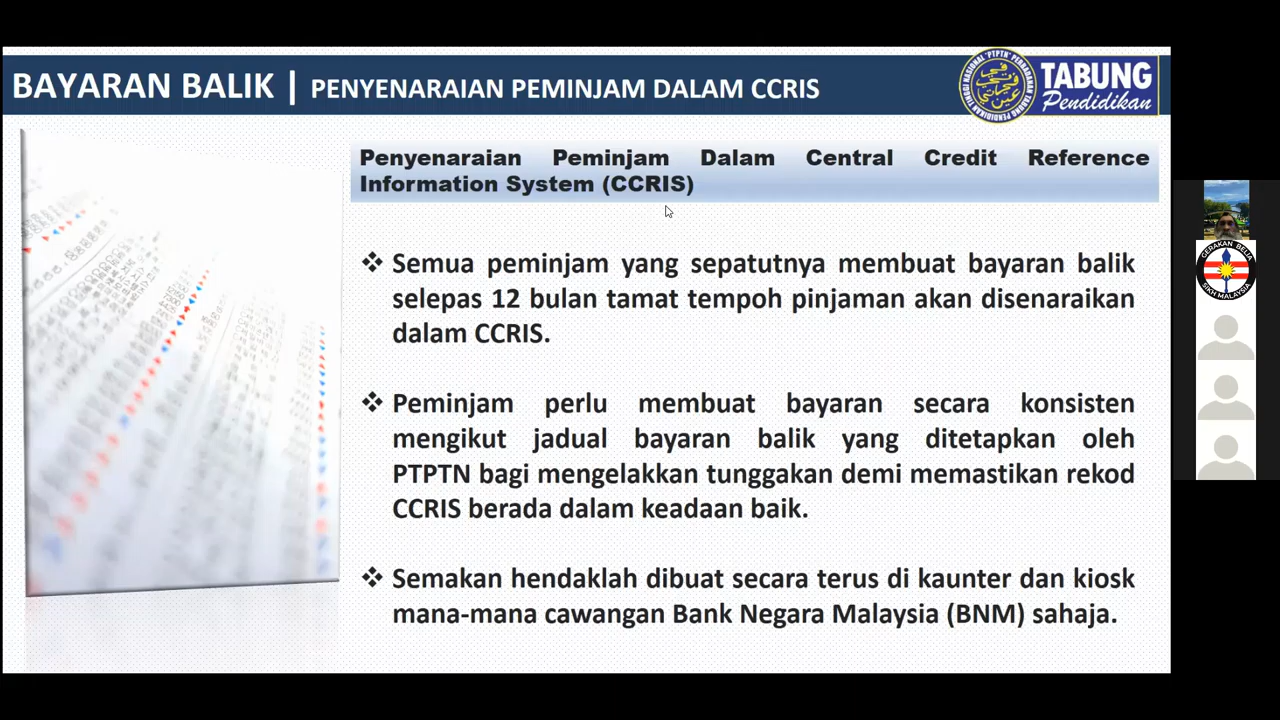 BAYARAN BALIK | PENYENARAIAN PEMINJAM DALAM CCRIS
TABUNG
Pendidikan
Penyenaraian Peminjam Dalam Central Credit Reference
Information System (CCRIS)
❖ Semua peminjam yang sepatutnya membuat bayaran balik
selepas 12 bulan tamat tempoh pinjaman akan disenaraikan
dalam CCRIS.
❖ Peminjam perlu membuat bayaran secara konsisten
mengikut jadual bayaran balik yang ditetapkan oleh
PTPTN bagi mengelakkan tunggakan demi memastikan rekod
CCRIS berada dalam keadaan baik.
❖ Semakan hendaklah dibuat secara terus di kaunter dan kiosk
mana-mana cawangan Bank Negara Malaysia (BNM) sahaja.
GERAKAN BELIA
SIKH MALAYSIA